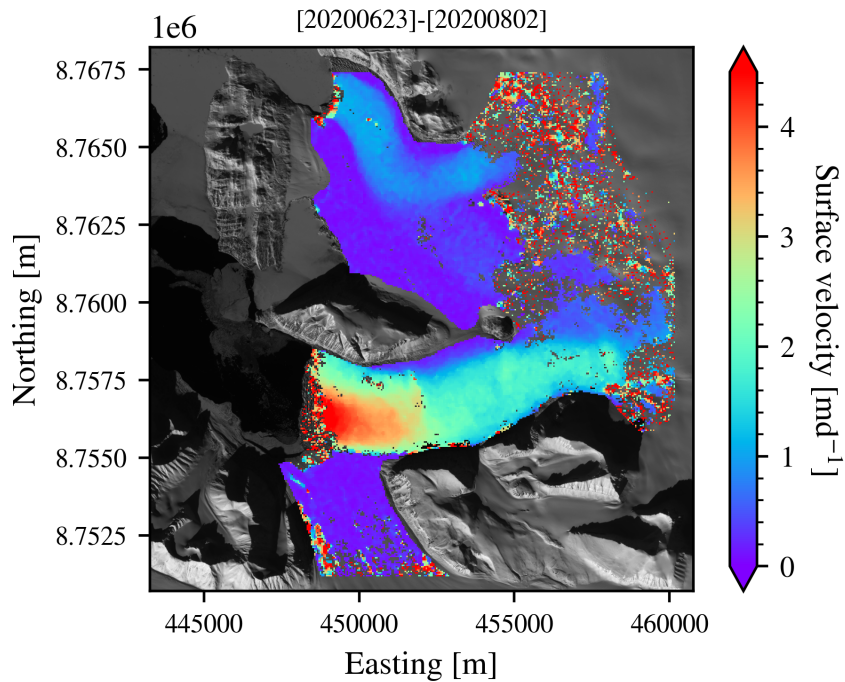 [20200623]-[20200802]
1e6
8.7675
8.7650
8.7625
8.7600
8.7575
8.7550
8.7525
Northing [m]
445000 450000 455000 460000
Easting [m]
4
3
2
1
0
Surface velocity [md⁻¹]